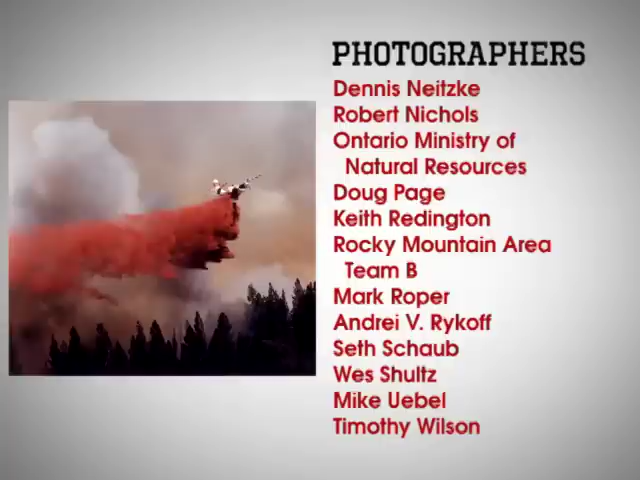 PHOTOGRAPHERS
Dennis Neitzke
Robert Nichols
Ontario Ministry of
Natural Resources
Doug Page
Keith Redington
Rocky Mountain Area
Team B
Mark Roper
Andrei V. Rykoff
Seth Schaub
Wes Shultz
Mike Uebel
Timothy Wilson